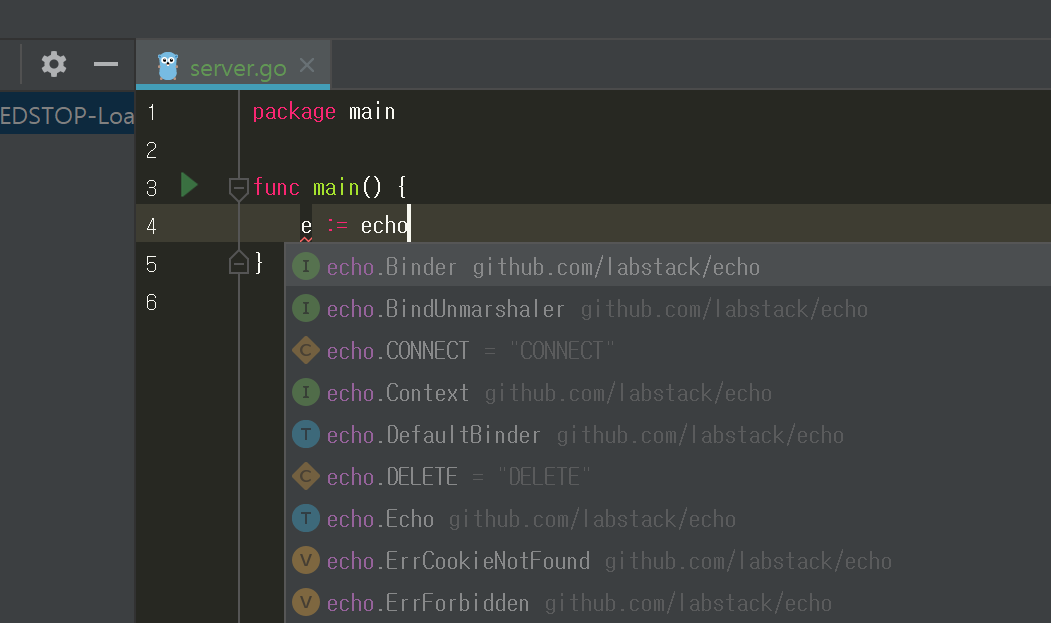 server.go
EDSTOP-Loa
1 package main
2
3 func main() {
4 e := echo
5 }
6
I echo.Binder github.com/labstack/echo
I echo.BindUnmarshaler github.com/labstack/echo
C echo.CONNECT = "CONNECT"
I echo.Context github.com/labstack/echo
T echo.DefaultBinder github.com/labstack/echo
C echo.DELETE = "DELETE"
T echo.Echo github.com/labstack/echo
V echo.ErrCookieNotFound github.com/labstack/echo
V echo.ErrForbidden github.com/labstack/echo